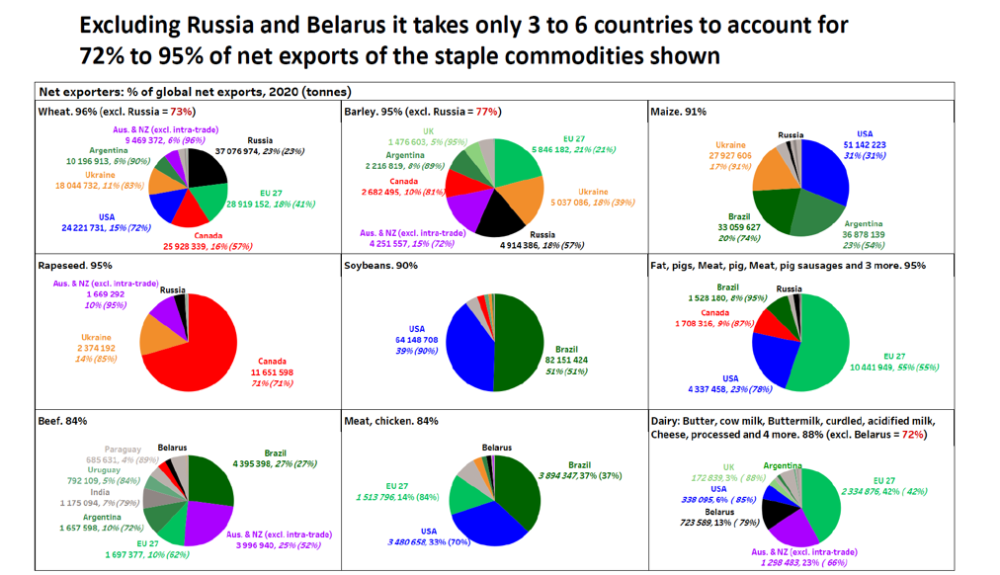 Excluding Russia and Belarus it takes only 3 to 6 countries to account for
72% to 95% of net exports of the staple commodities shown
Net exporters: % of global net exports, 2020 (tonnes)
Wheat. 96% (excl. Russia = 73%)
Aus. & NZ (excl. intra-trade)
9 469 372, 6% (96%)
Russia
37 076 974, 23% (23%)
Argentina
10 196 913, 6% (90%)
Ukraine
18 044 732, 11% (83%)
EU 27
28 919 152, 18% (41%)
USA
24 221 731, 15% (72%)
Canada
25 928 339, 16% (57%)
Barley. 95% (excl. Russia = 77%)
UK
1 476 603, 5% (95%)
EU 27
5 846 182, 21% (21%)
Argentina
2 216 819, 8% (89%)
Canada
2 682 495, 10% (81%)
Ukraine
5 037 086, 18% (39%)
Aus. & NZ (excl. intra-trade)
4 251 557, 15% (72%)
Russia
4 914 386, 18% (57%)
Maize. 91%
Russia
USA
51 142 223
31% (31%)
Ukraine
27 927 606
17% (91%)
Brazil
33 059 627
20% (74%)
Argentina
36 878 139
23% (54%)
Rapeseed. 95%
Aus. & NZ (excl. intra-trade)
1 669 292
10% (95%)
Russia
Ukraine
2 374 192
14% (85%)
Canada
11 651 598
71% (71%)
Soybeans. 90%
USA
64 148 708
39% (90%)
Brazil
82 151 424
51% (51%)
Fat, pigs, Meat, pig, Meat, pig sausages and 3 more. 95%
Brazil
1 528 180, 8% (95%)
Russia
Canada
1 708 316, 9% (87%)
EU 27
10 441 949, 55% (55%)
USA
4 337 458, 23% (78%)
Beef. 84%
Paraguay
685 631, 4% (89%)
Belarus
Brazil
4 395 398, 27% (27%)
Uruguay
792 109, 5% (84%)
India
1 175 094, 7% (79%)
Argentina
1 657 598, 10% (72%)
EU 27
1 697 377, 10% (62%)
Aus. & NZ (excl. intra-trade)
3 996 940, 25% (52%)
Meat, chicken. 84%
Belarus
Brazil
3 894 347, 37% (37%)
EU 27
1 513 796, 14% (84%)
USA
3 480 658, 33% (70%)
Dairy: Butter, cow milk, Buttermilk, curdled, acidified milk,
Cheese, processed and 4 more. 88% (excl. Belarus = 72%)
UK
172 839, 3% ( 88%)
Argentina
EU 27
2 334 876, 42% ( 42%)
USA
338 095, 6% ( 85%)
Belarus
723 589, 13% ( 79%)
Aus. & NZ (excl. intra-trade)
1 298 483, 23% ( 66%)